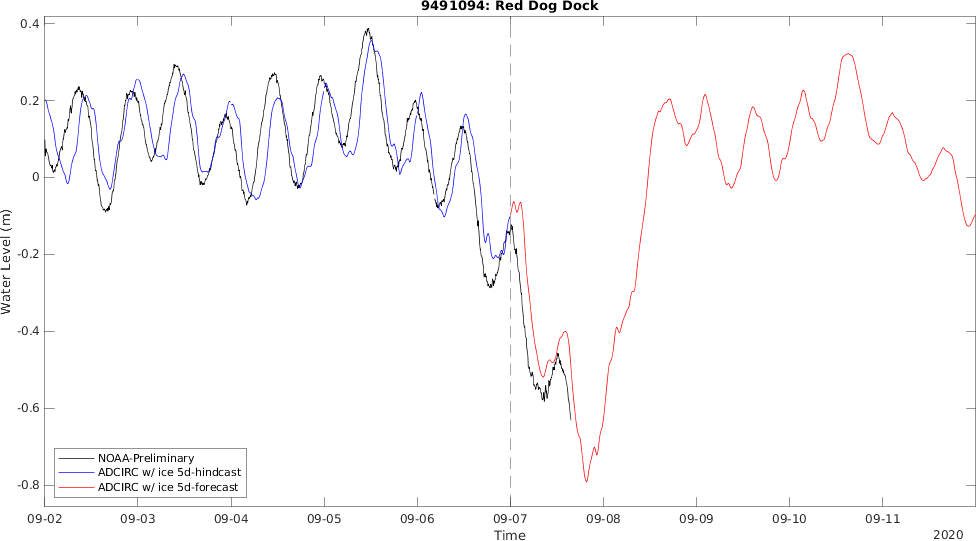 9491094: Red Dog Dock
0.4
0.2
0
-0.2
-0.4
-0.6
-0.8
Water Level (m)
NOAA-Preliminary
ADCIRC w/ ice 5d-hindcast
ADCIRC w/ ice 5d-forecast
09-02 09-03 09-04 09-05 09-06 09-07 09-08 09-09 09-10 09-11
Time
2020